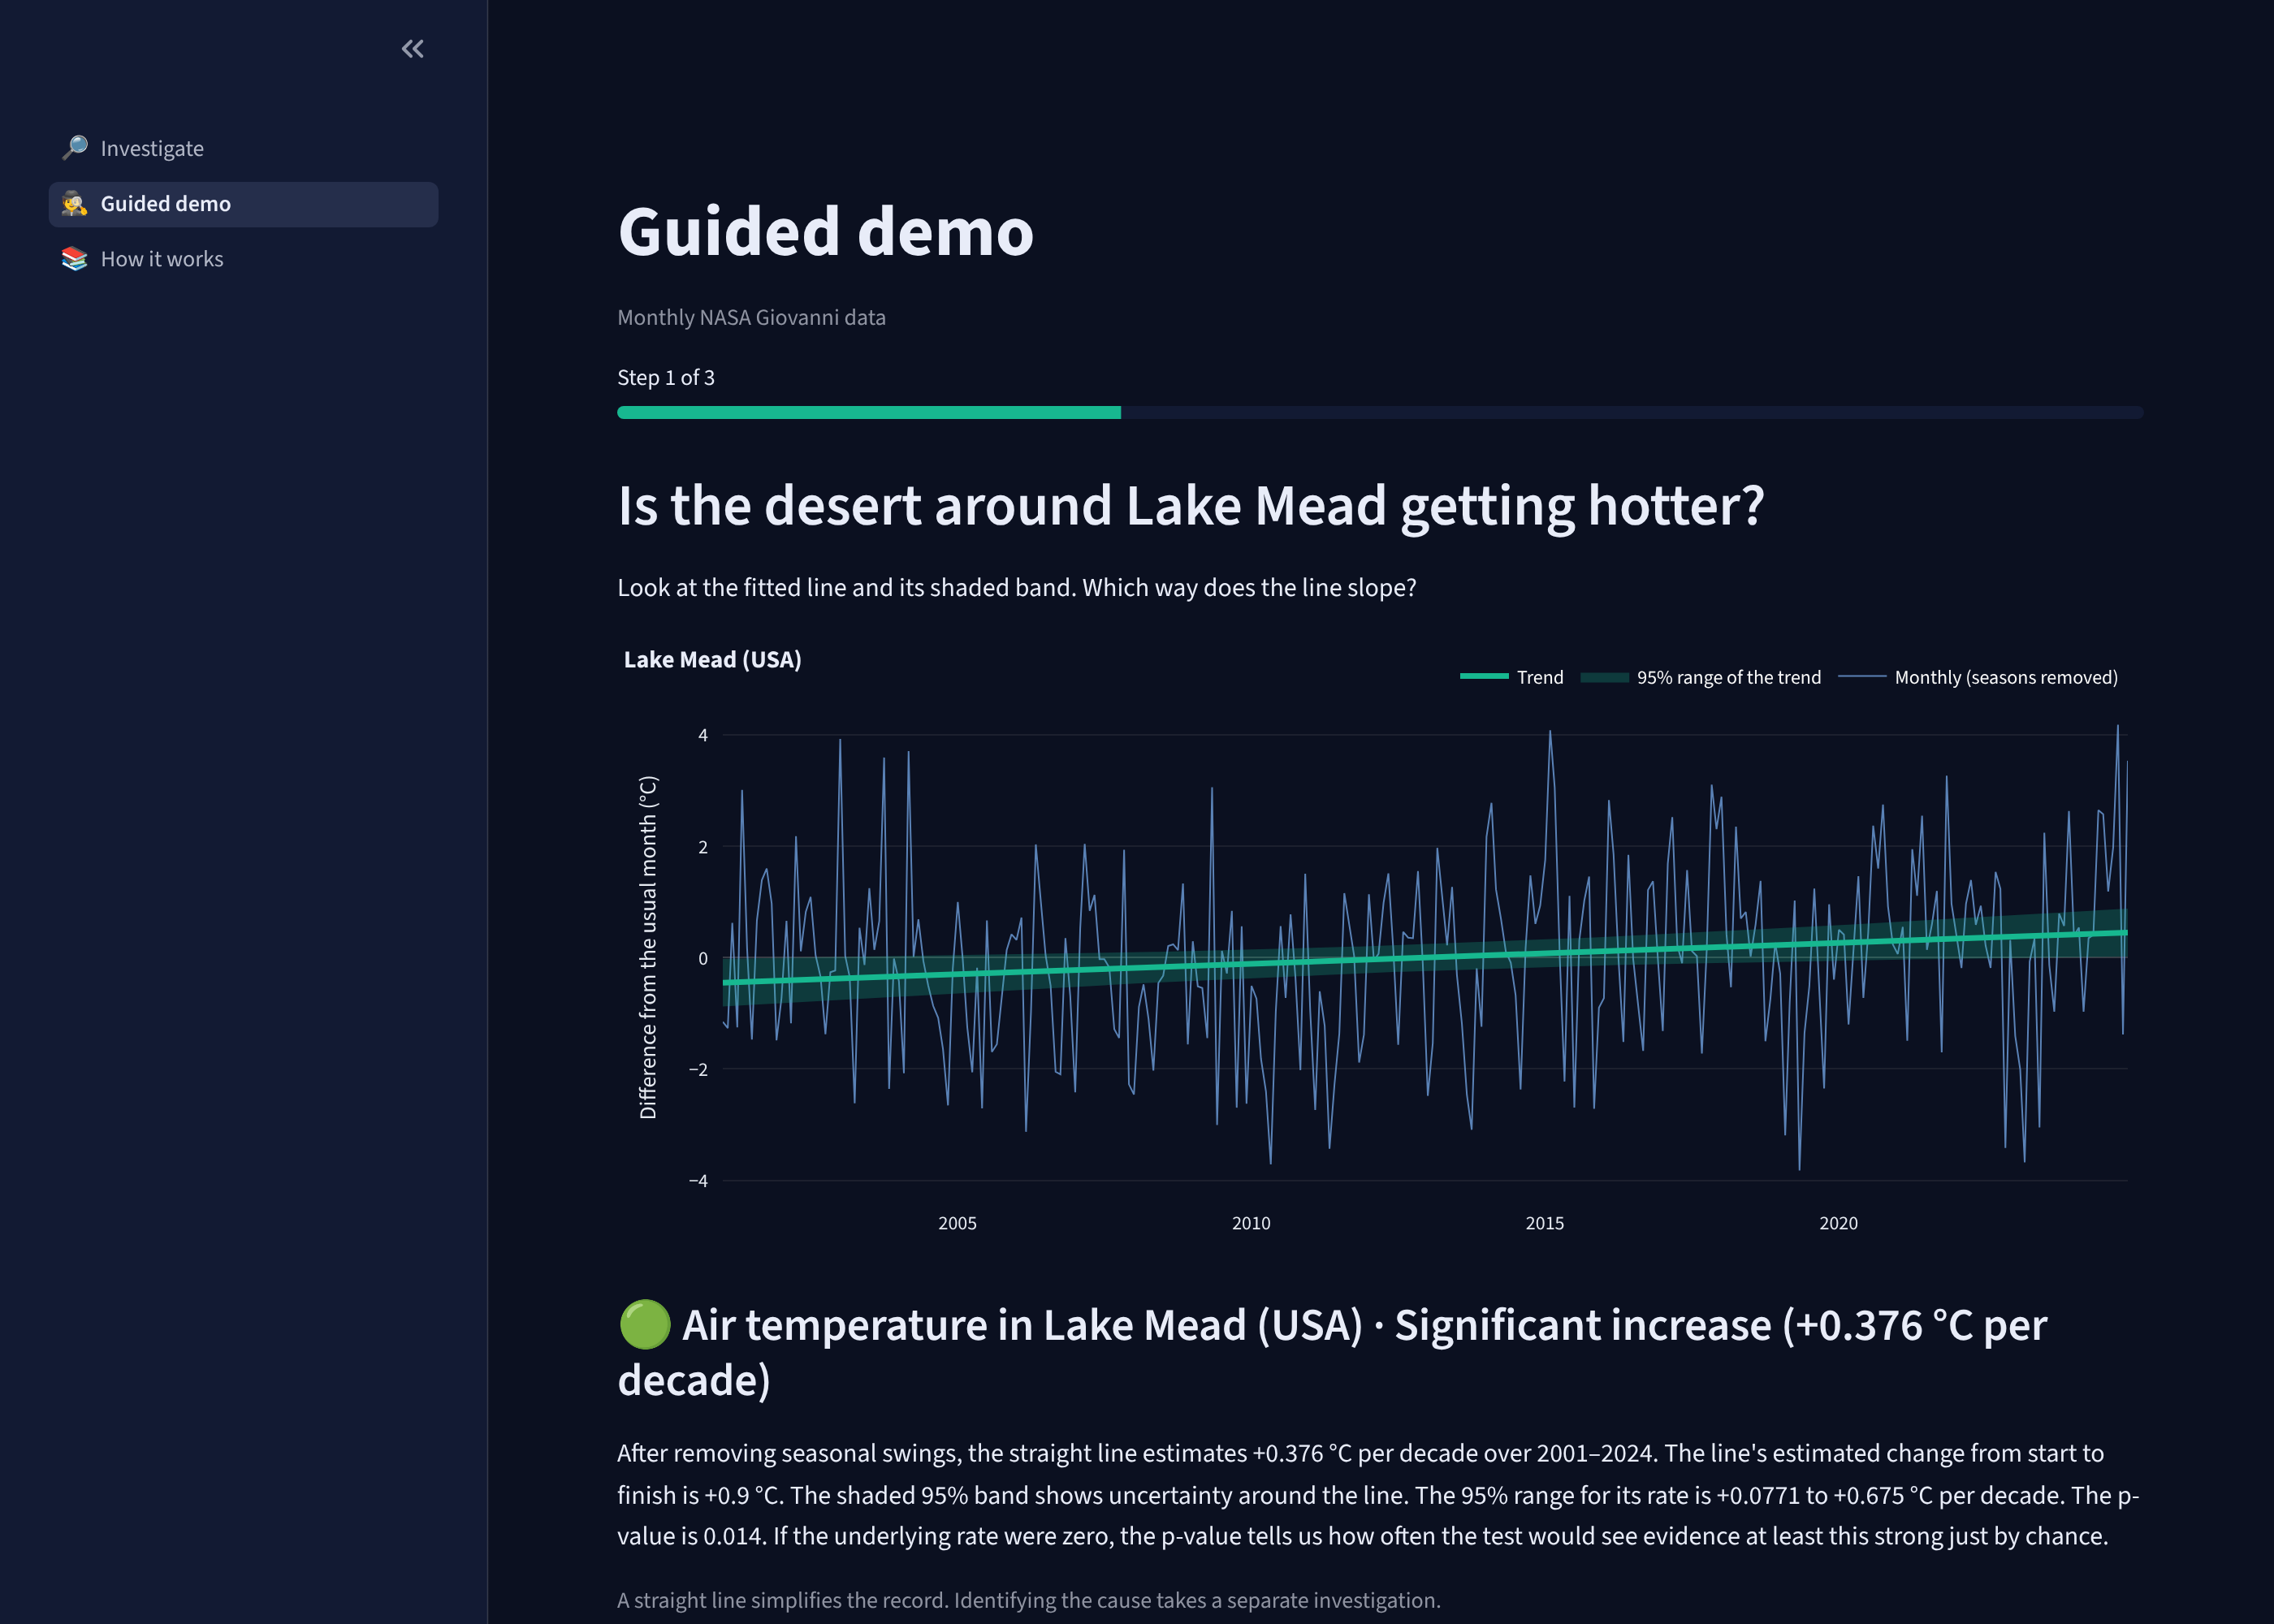 Investigate
Guided demo
How it works
Guided demo
Monthly NASA Giovanni data
Step 1 of 3
Is the desert around Lake Mead getting hotter?
Look at the fitted line and its shaded band. Which way does the line slope?
Lake Mead (USA)
Trend
95% range of the trend
Monthly (seasons removed)
Difference from the usual month (°C)
4
2
0
−2
−4
2005
2010
2015
2020
Air temperature in Lake Mead (USA) · Significant increase (+0.376 °C per
decade)
After removing seasonal swings, the straight line estimates +0.376 °C per decade over 2001–2024. The line's estimated change from start to
finish is +0.9 °C. The shaded 95% band shows uncertainty around the line. The 95% range for its rate is +0.0771 to +0.675 °C per decade. The p-
value is 0.014. If the underlying rate were zero, the p-value tells us how often the test would see evidence at least this strong just by chance.
A straight line simplifies the record. Identifying the cause takes a separate investigation.